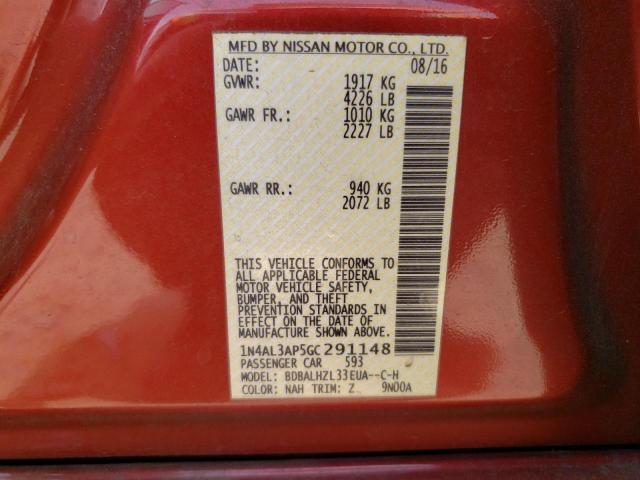 MFD BY NISSAN MOTOR CO., LTD.
DATE: 08/16
GVWR: 1917 KG
4226 LB
GAWR FR.: 1010 KG
2227 LB
GAWR RR.: 940 KG
2072 LB
THIS VEHICLE CONFORMS TO
ALL APPLICABLE FEDERAL
MOTOR VEHICLE SAFETY,
BUMPER, AND THEFT
PREVENTION STANDARDS IN
EFFECT ON THE DATE OF
MANUFACTURE SHOWN ABOVE.
1N4AL3AP5GC291148
PASSENGER CAR 593
MODEL: BDBALHZL33EUA--C-H
COLOR: NAH TRIM: Z 9N00A